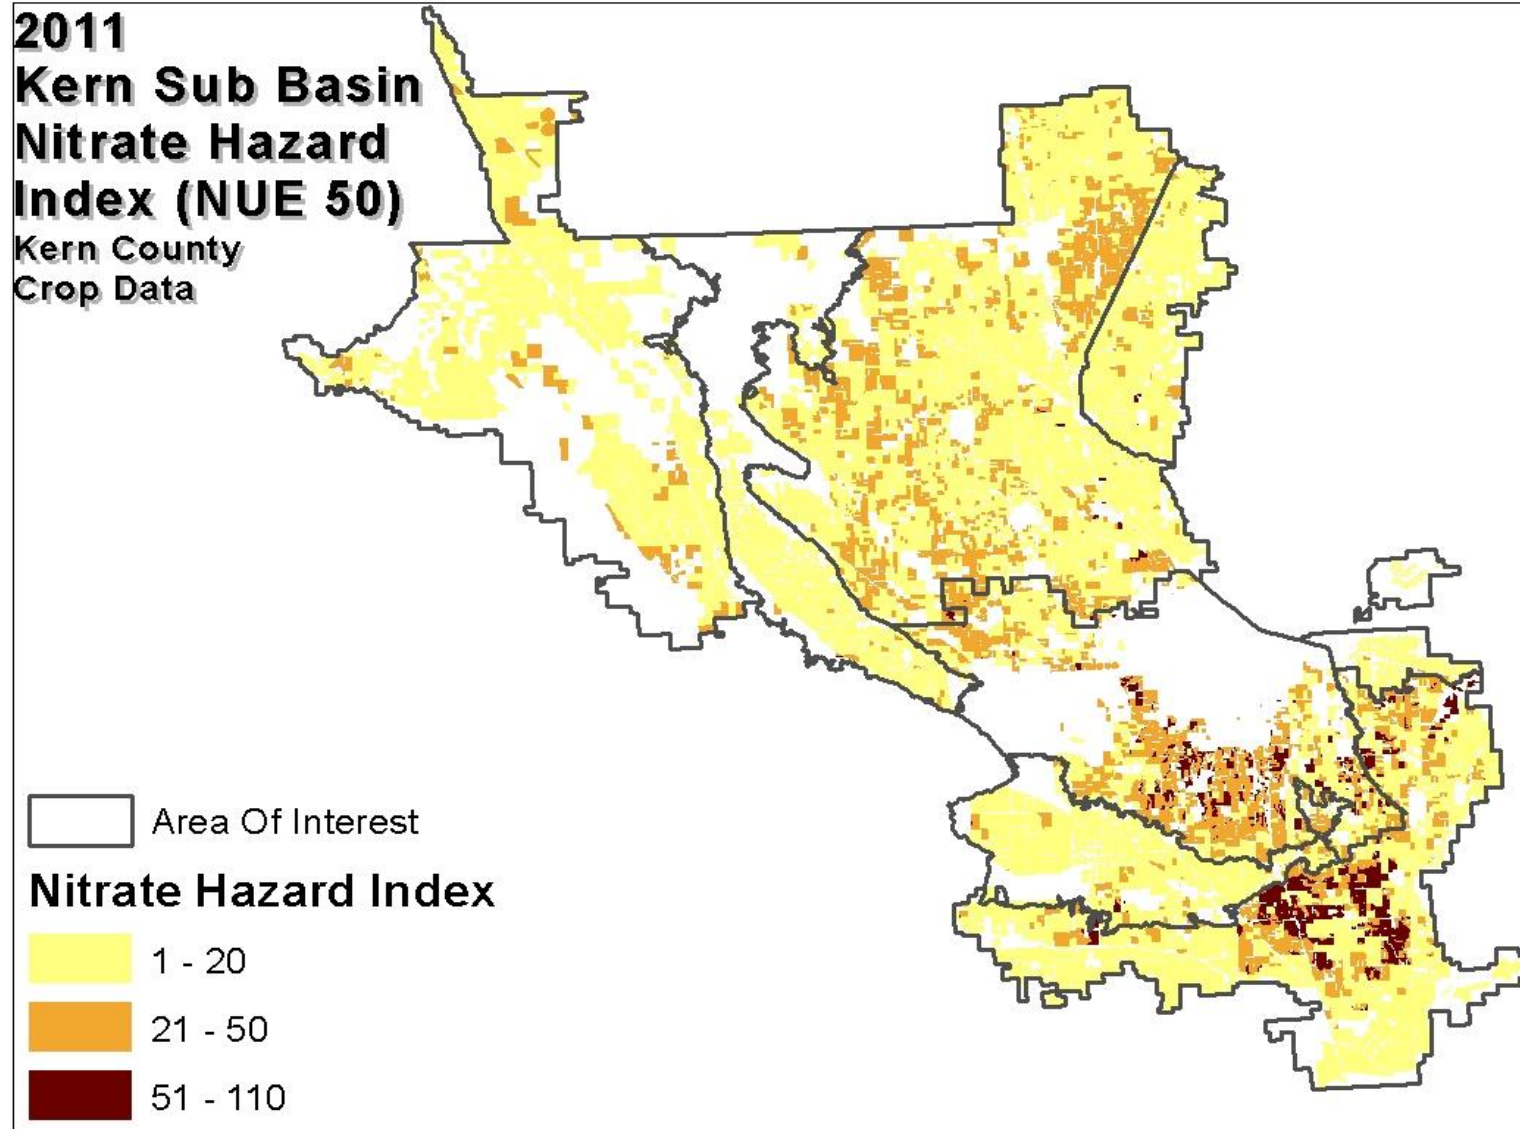 2011
Kern Sub Basin
Nitrate Hazard
Index (NUE 50)
Kern County
Crop Data
Area Of Interest
Nitrate Hazard Index
1 - 20
21 - 50
51 - 110